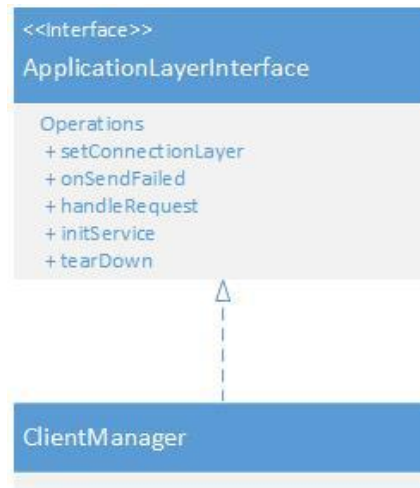 <<Interface>>
ApplicationLayerInterface
Operations
+ setConnectionLayer
+ onSendFailed
+ handleRequest
+ initService
+ tearDown
ClientManager